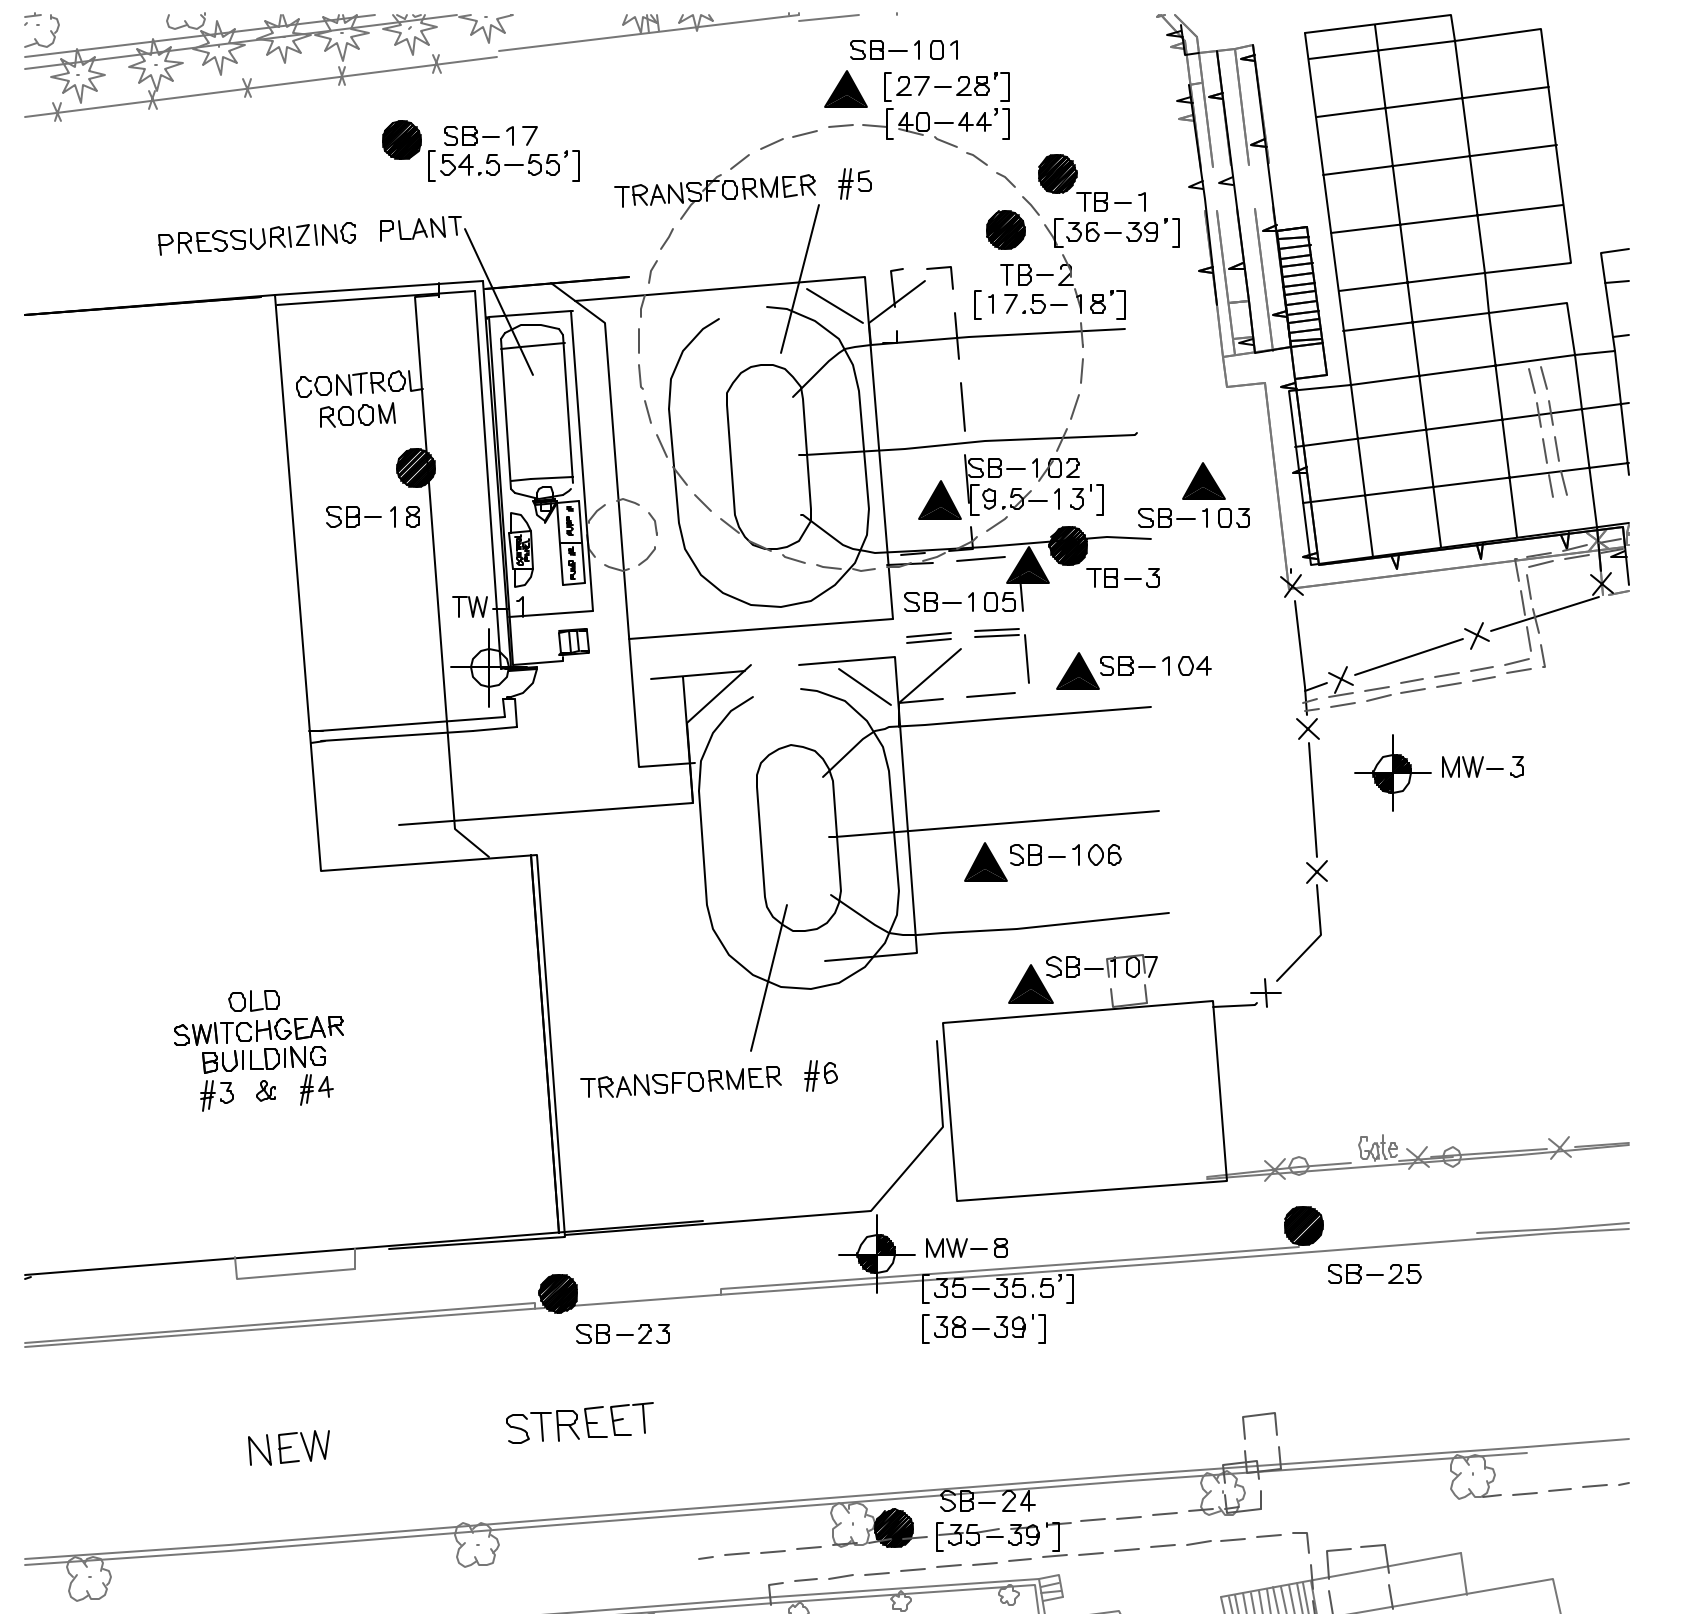 SB-101
[27-28']
[40-44']
SB-17
[54.5-55']
TRANSFORMER #5
TB-1
[36-39']
PRESSURIZING PLANT
TB-2
[17.5-18']
CONTROL
ROOM
SB-102
[9.5-13']
SB-18
SB-103
TB-3
TW-1
SB-105
SB-104
MW-3
SB-106
SB-107
OLD
SWITCHGEAR
BUILDING
#3 & #4
TRANSFORMER #6
Gate
MW-8
[35-35.5']
[38-39']
SB-25
SB-23
NEW STREET
SB-24
[35-39']